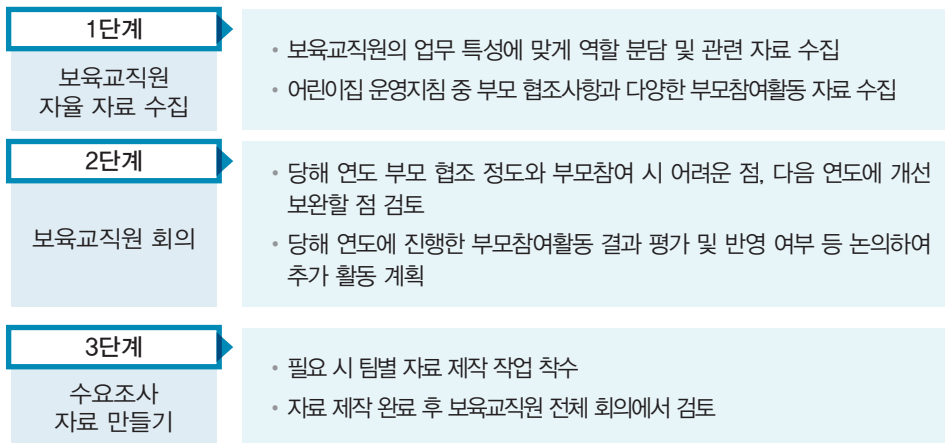 1단계
보육교직원
자율 자료 수집
• 보육교직원의 업무 특성에 맞게 역할 분담 및 관련 자료 수집
• 어린이집 운영지침 중 부모 협조사항과 다양한 부모참여활동 자료 수집
2단계
보육교직원 회의
• 당해 연도 부모 협조 정도와 부모참여 시 어려운 점, 다음 연도에 개선
보완할 점 검토
• 당해 연도에 진행한 부모참여활동 결과 평가 및 반영 여부 등 논의하여
추가 활동 계획
3단계
수요조사
자료 만들기
• 필요 시 팀별 자료 제작 작업 착수
• 자료 제작 완료 후 보육교직원 전체 회의에서 검토